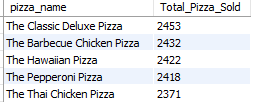 pizza_name Total_Pizza_Sold
The Classic Deluxe Pizza 2453
The Barbecue Chicken Pizza 2432
The Hawaiian Pizza 2422
The Pepperoni Pizza 2418
The Thai Chicken Pizza 2371